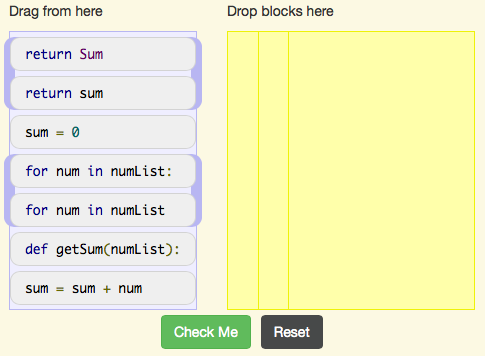 Drag from here
Drop blocks here
return Sum
return sum
sum = 0
for num in numList:
for num in numList
def getSum(numList):
sum = sum + num
Check Me
Reset